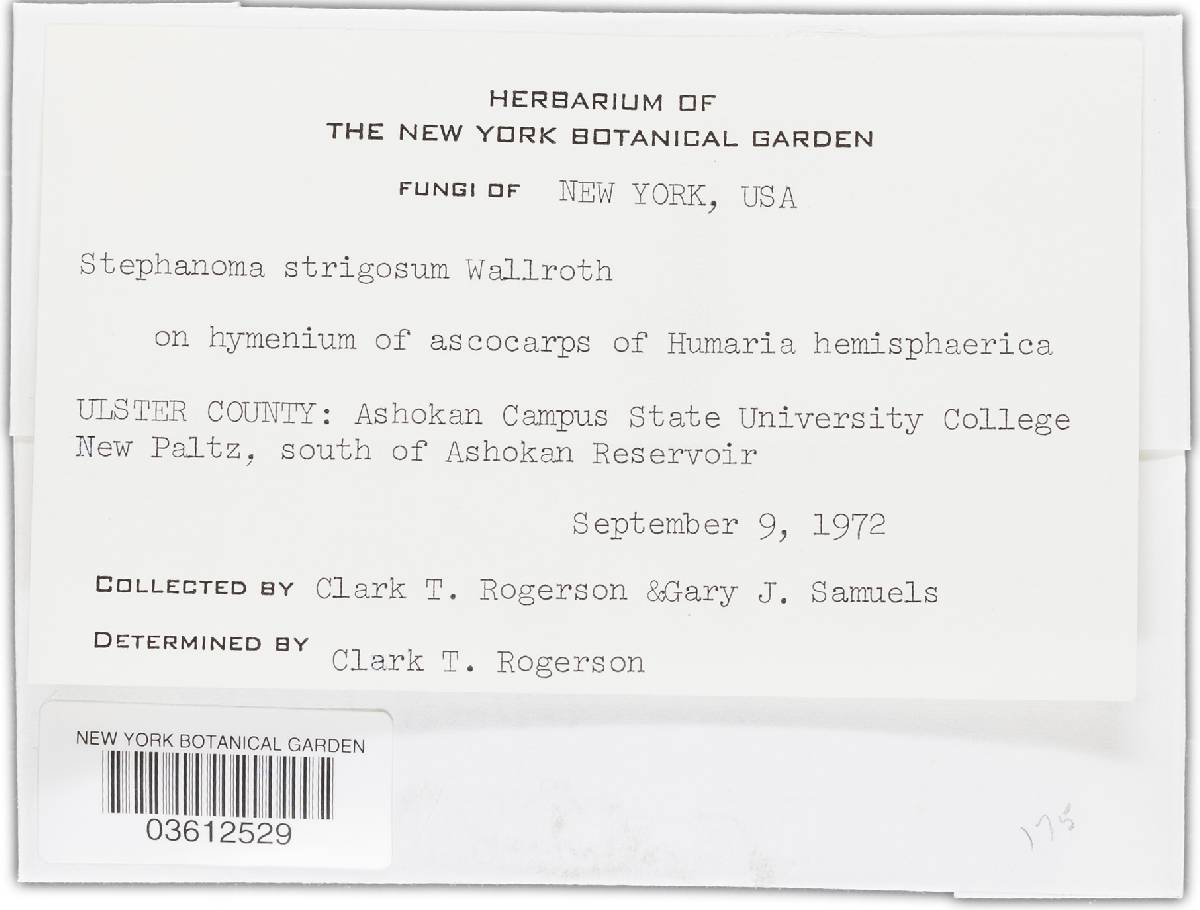 HERBARIUM OF
THE NEW YORK BOTANICAL GARDEN
FUNGI OF NEW YORK, USA
Stephanoma strigosum Wallroth
on hymenium of ascocarps of Humaria hemisphaerica
ULSTER COUNTY: Ashokan Campus State University College
New Paltz, south of Ashokan Reservoir
September 9, 1972
COLLECTED BY Clark T. Rogerson &Gary J. Samuels
DETERMINED BY Clark T. Rogerson
NEW YORK BOTANICAL GARDEN
03612529
175